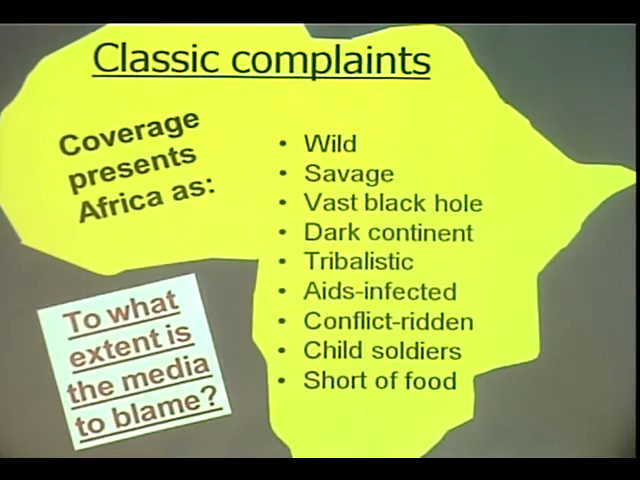 Classic complaints
Coverage
presents
Africa as:
• Wild
• Savage
• Vast black hole
• Dark continent
• Tribalistic
• Aids-infected
• Conflict-ridden
• Child soldiers
• Short of food
To what
extent is
the media
to blame?